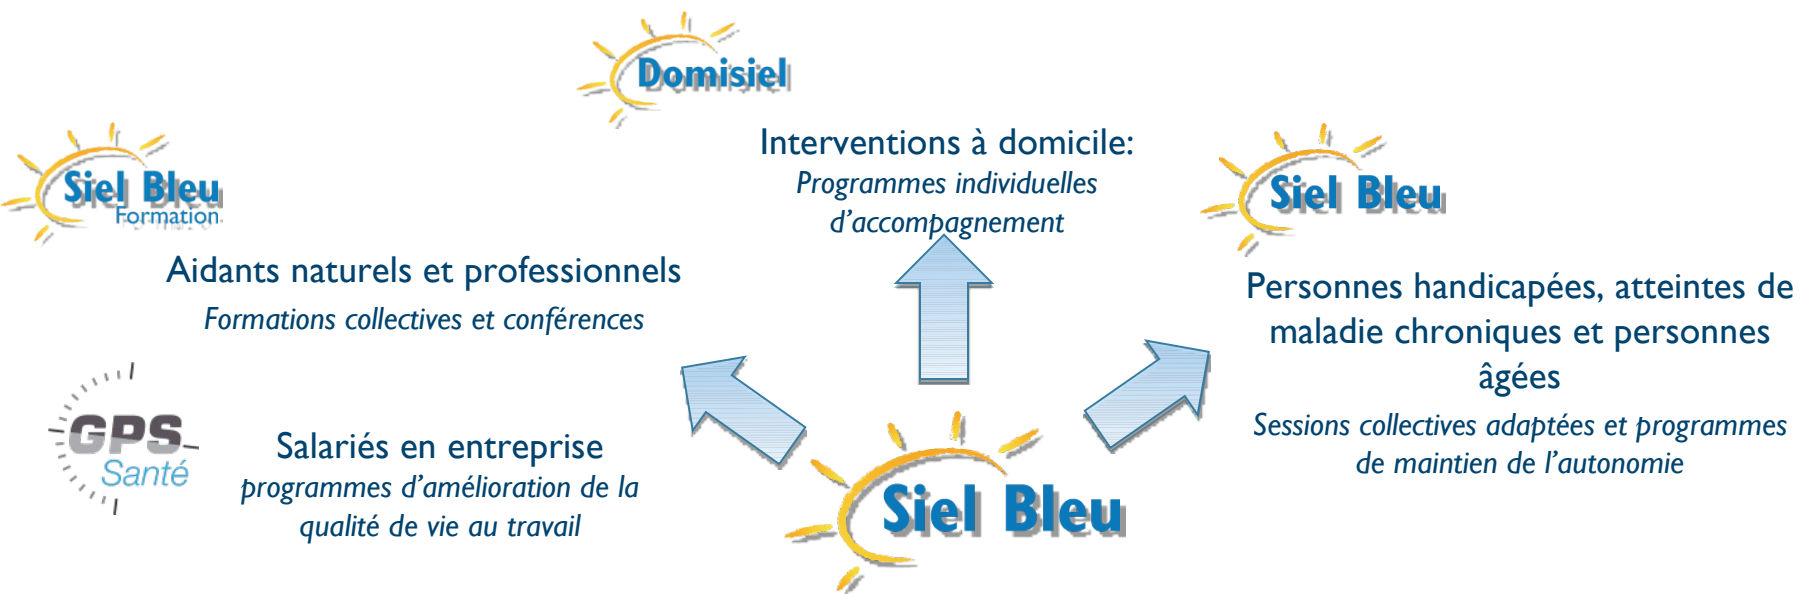 Domisiel
Interventions à domicile:
Programmes individuelles
d’accompagnement
Siel Bleu
Formation
Aidants naturels et professionnels
Formations collectives et conférences
Siel Bleu
Personnes handicapées, atteintes de
maladie chroniques et personnes
âgées
Sessions collectives adaptées et programmes
de maintien de l’autonomie
GPS
Santé
Salariés en entreprise
programmes d’amélioration de la
qualité de vie au travail
Siel Bleu